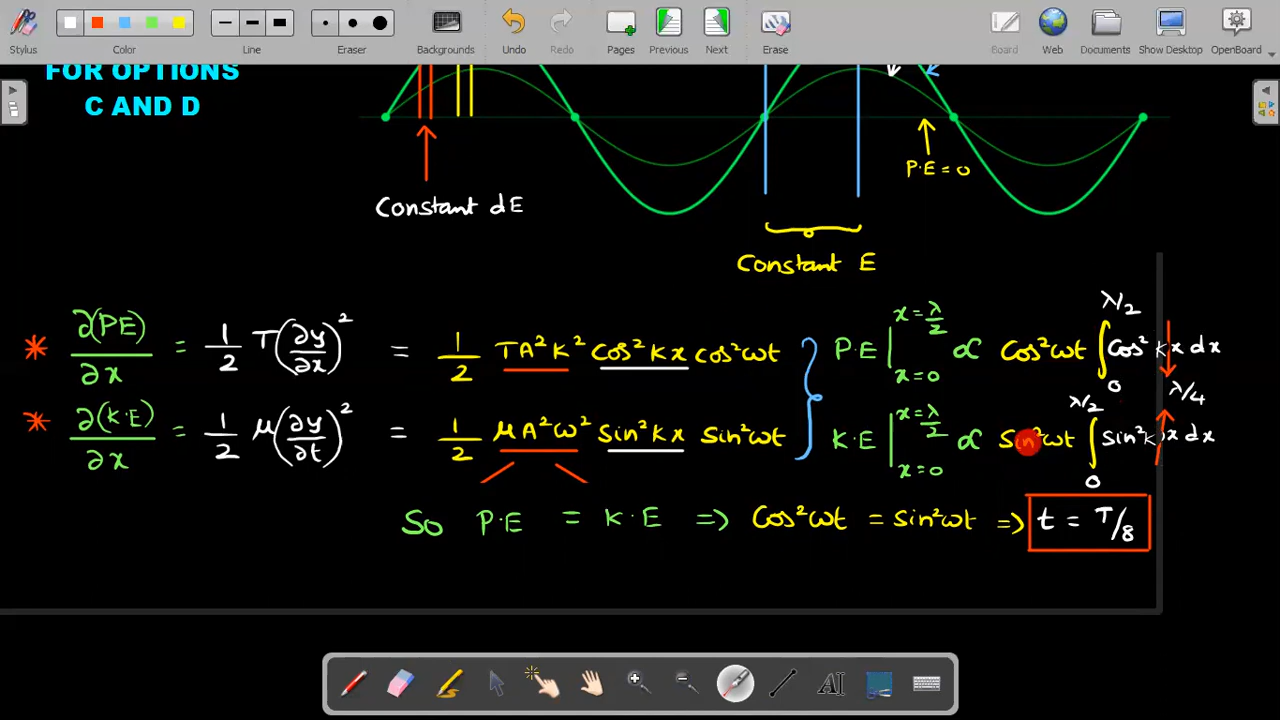 Stylus Color Line Eraser Backgrounds Undo Redo Pages Previous Next Erase Board Web Documents Show Desktop OpenBoard
FOR OPTIONS
C AND D
P.E = 0
Constant dE
Constant E
* ∂(PE)/∂x = 1/2 T(∂y/∂x)² = 1/2 TA²K² Cos²Kx cos²ωt } P.E |x=0 x=λ/2 ∝ Cos²ωt ∫₀^λ/2 Cos² kx dx
λ/4
* ∂(K.E)/∂x = 1/2 μ(∂y/∂t)² = 1/2 μA²ω² sin²Kx sin²ωt K.E |x=0 x=λ/2 ∝ sin²ωt ∫₀^λ/2 sin²kx dx
So P.E = K.E => Cos²ωt = sin²ωt => t = T/8